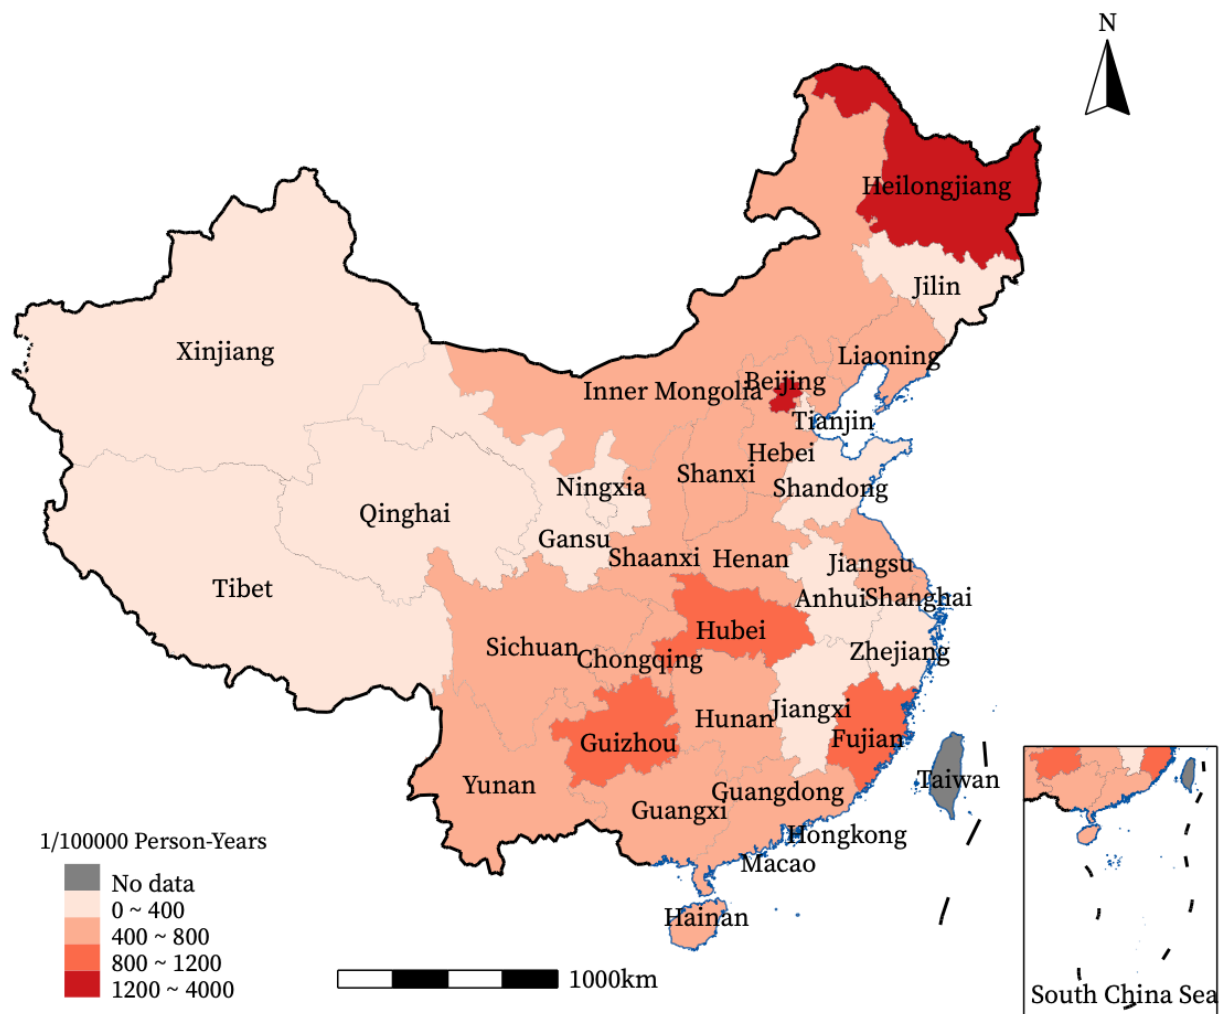 N
Heilongjiang
Jilin
Xinjiang
Liaoning
Beijing
Inner Mongolia
Tianjin
Hebei
Shanxi
Ningxia
Shandong
Qinghai
Gansu
Shaanxi
Henan
Jiangsu
Tibet
Anhui
Shanghai
Hubei
Sichuan
Zhejiang
Chongqing
Jiangxi
Hunan
Guizhou
Fujian
Taiwan
Yunan
Guangdong
Guangxi
Hongkong
Macao
Hainan
1/100000 Person-Years
No data
0 ~ 400
400 ~ 800
800 ~ 1200
1200 ~ 4000
1000km
South China Sea